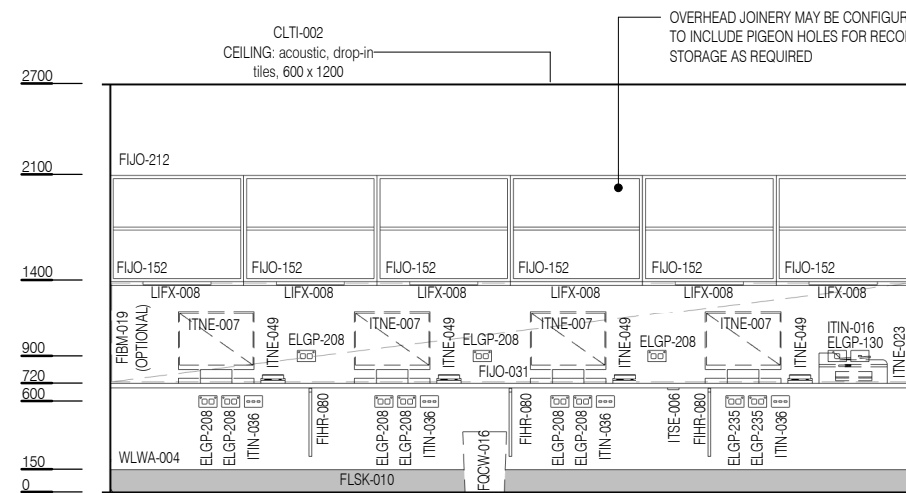 OVERHEAD JOINERY MAY BE CONFIGUR
TO INCLUDE PIGEON HOLES FOR RECO
STORAGE AS REQUIRED
CLTI-002
CEILING: acoustic, drop-in
tiles, 600 x 1200
2700
2100
FIJO-212
1400
FIJO-152 FIJO-152 FIJO-152 FIJO-152 FIJO-152 FIJO-152
LIFX-008 LIFX-008 LIFX-008 LIFX-008 LIFX-008 LIFX-008
FIBM-019
(OPTIONAL)
ITNE-007
ITNE-049
ELGP-208
ITNE-007
ITNE-049
ELGP-208
ITNE-007
ITNE-049
ELGP-208
ITNE-007
ITNE-049
ITIN-016
ELGP-130
ITNE-023
900
FIJO-031
720
600
ELGP-208
ELGP-208
ITIN-036
FIHR-080
ELGP-208
ELGP-208
ITIN-036
FIHR-080
ELGP-208
ELGP-208
ITIN-036
ITSE-006
FIHR-080
ELGP-235
ELGP-235
ITIN-036
FQCW-016
WLWA-004
150
FLSK-010
0